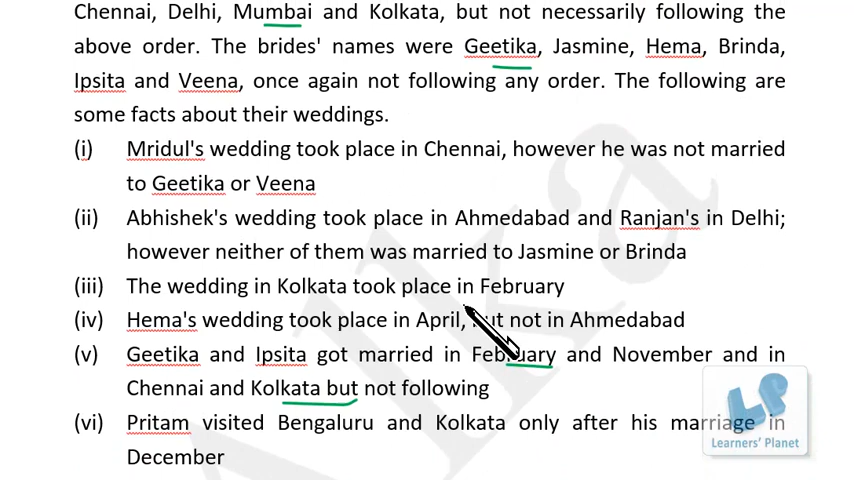 Chennai, Delhi, Mumbai and Kolkata, but not necessarily following the
above order. The brides' names were Geetika, Jasmine, Hema, Brinda,
Ipsita and Veena, once again not following any order. The following are
some facts about their weddings.
(i) Mridul's wedding took place in Chennai, however he was not married
to Geetika or Veena
(ii) Abhishek's wedding took place in Ahmedabad and Ranjan's in Delhi;
however neither of them was married to Jasmine or Brinda
(iii) The wedding in Kolkata took place in February
(iv) Hema's wedding took place in April, but not in Ahmedabad
(v) Geetika and Ipsita got married in February and November and in
Chennai and Kolkata but not following
(vi) Pritam visited Bengaluru and Kolkata only after his marriage in
December
LP
Learners' Planet